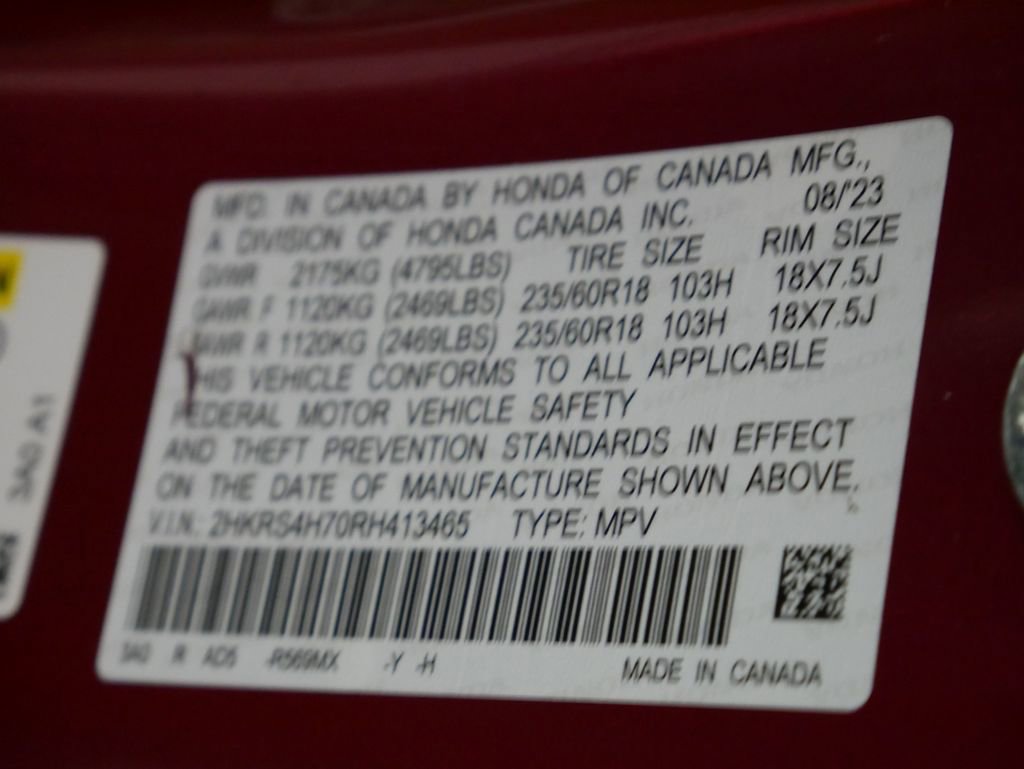 MFD. IN CANADA BY HONDA OF CANADA MFG.,
A DIVISION OF HONDA CANADA INC. 08/'23
GVWR 2175KG (4795LBS) TIRE SIZE RIM SIZE
GAWR F 1120KG (2469LBS) 235/60R18 103H 18X7.5J
GAWR R 1120KG (2469LBS) 235/60R18 103H 18X7.5J
THIS VEHICLE CONFORMS TO ALL APPLICABLE
FEDERAL MOTOR VEHICLE SAFETY
AND THEFT PREVENTION STANDARDS IN EFFECT
ON THE DATE OF MANUFACTURE SHOWN ABOVE.
V.I.N.: 2HKRS4H70RH413465 TYPE: MPV
3A0 R AD5 -R569MX -Y -H MADE IN CANADA
3A0 A1